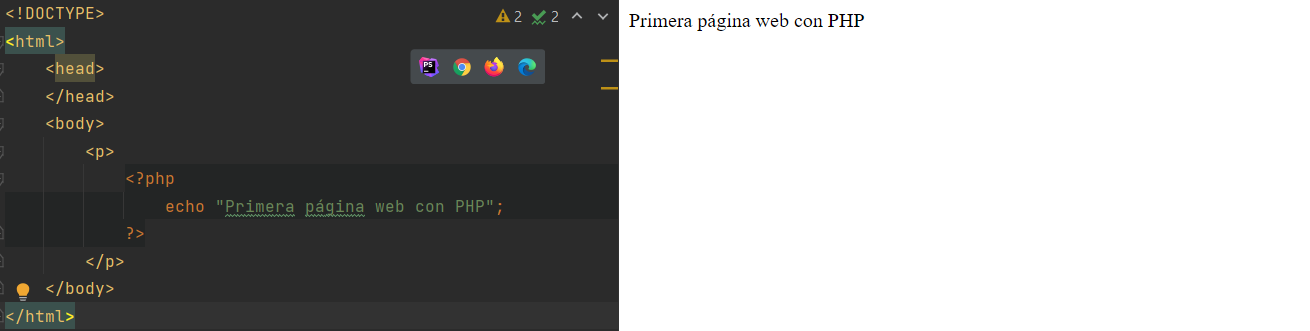 <!DOCTYPE>
2 2
<html>
<head>
PS
</head>
<body>
<p>
<?php
echo "Primera página web con PHP";
?>
</p>
</body>
</html>
Primera página web con PHP